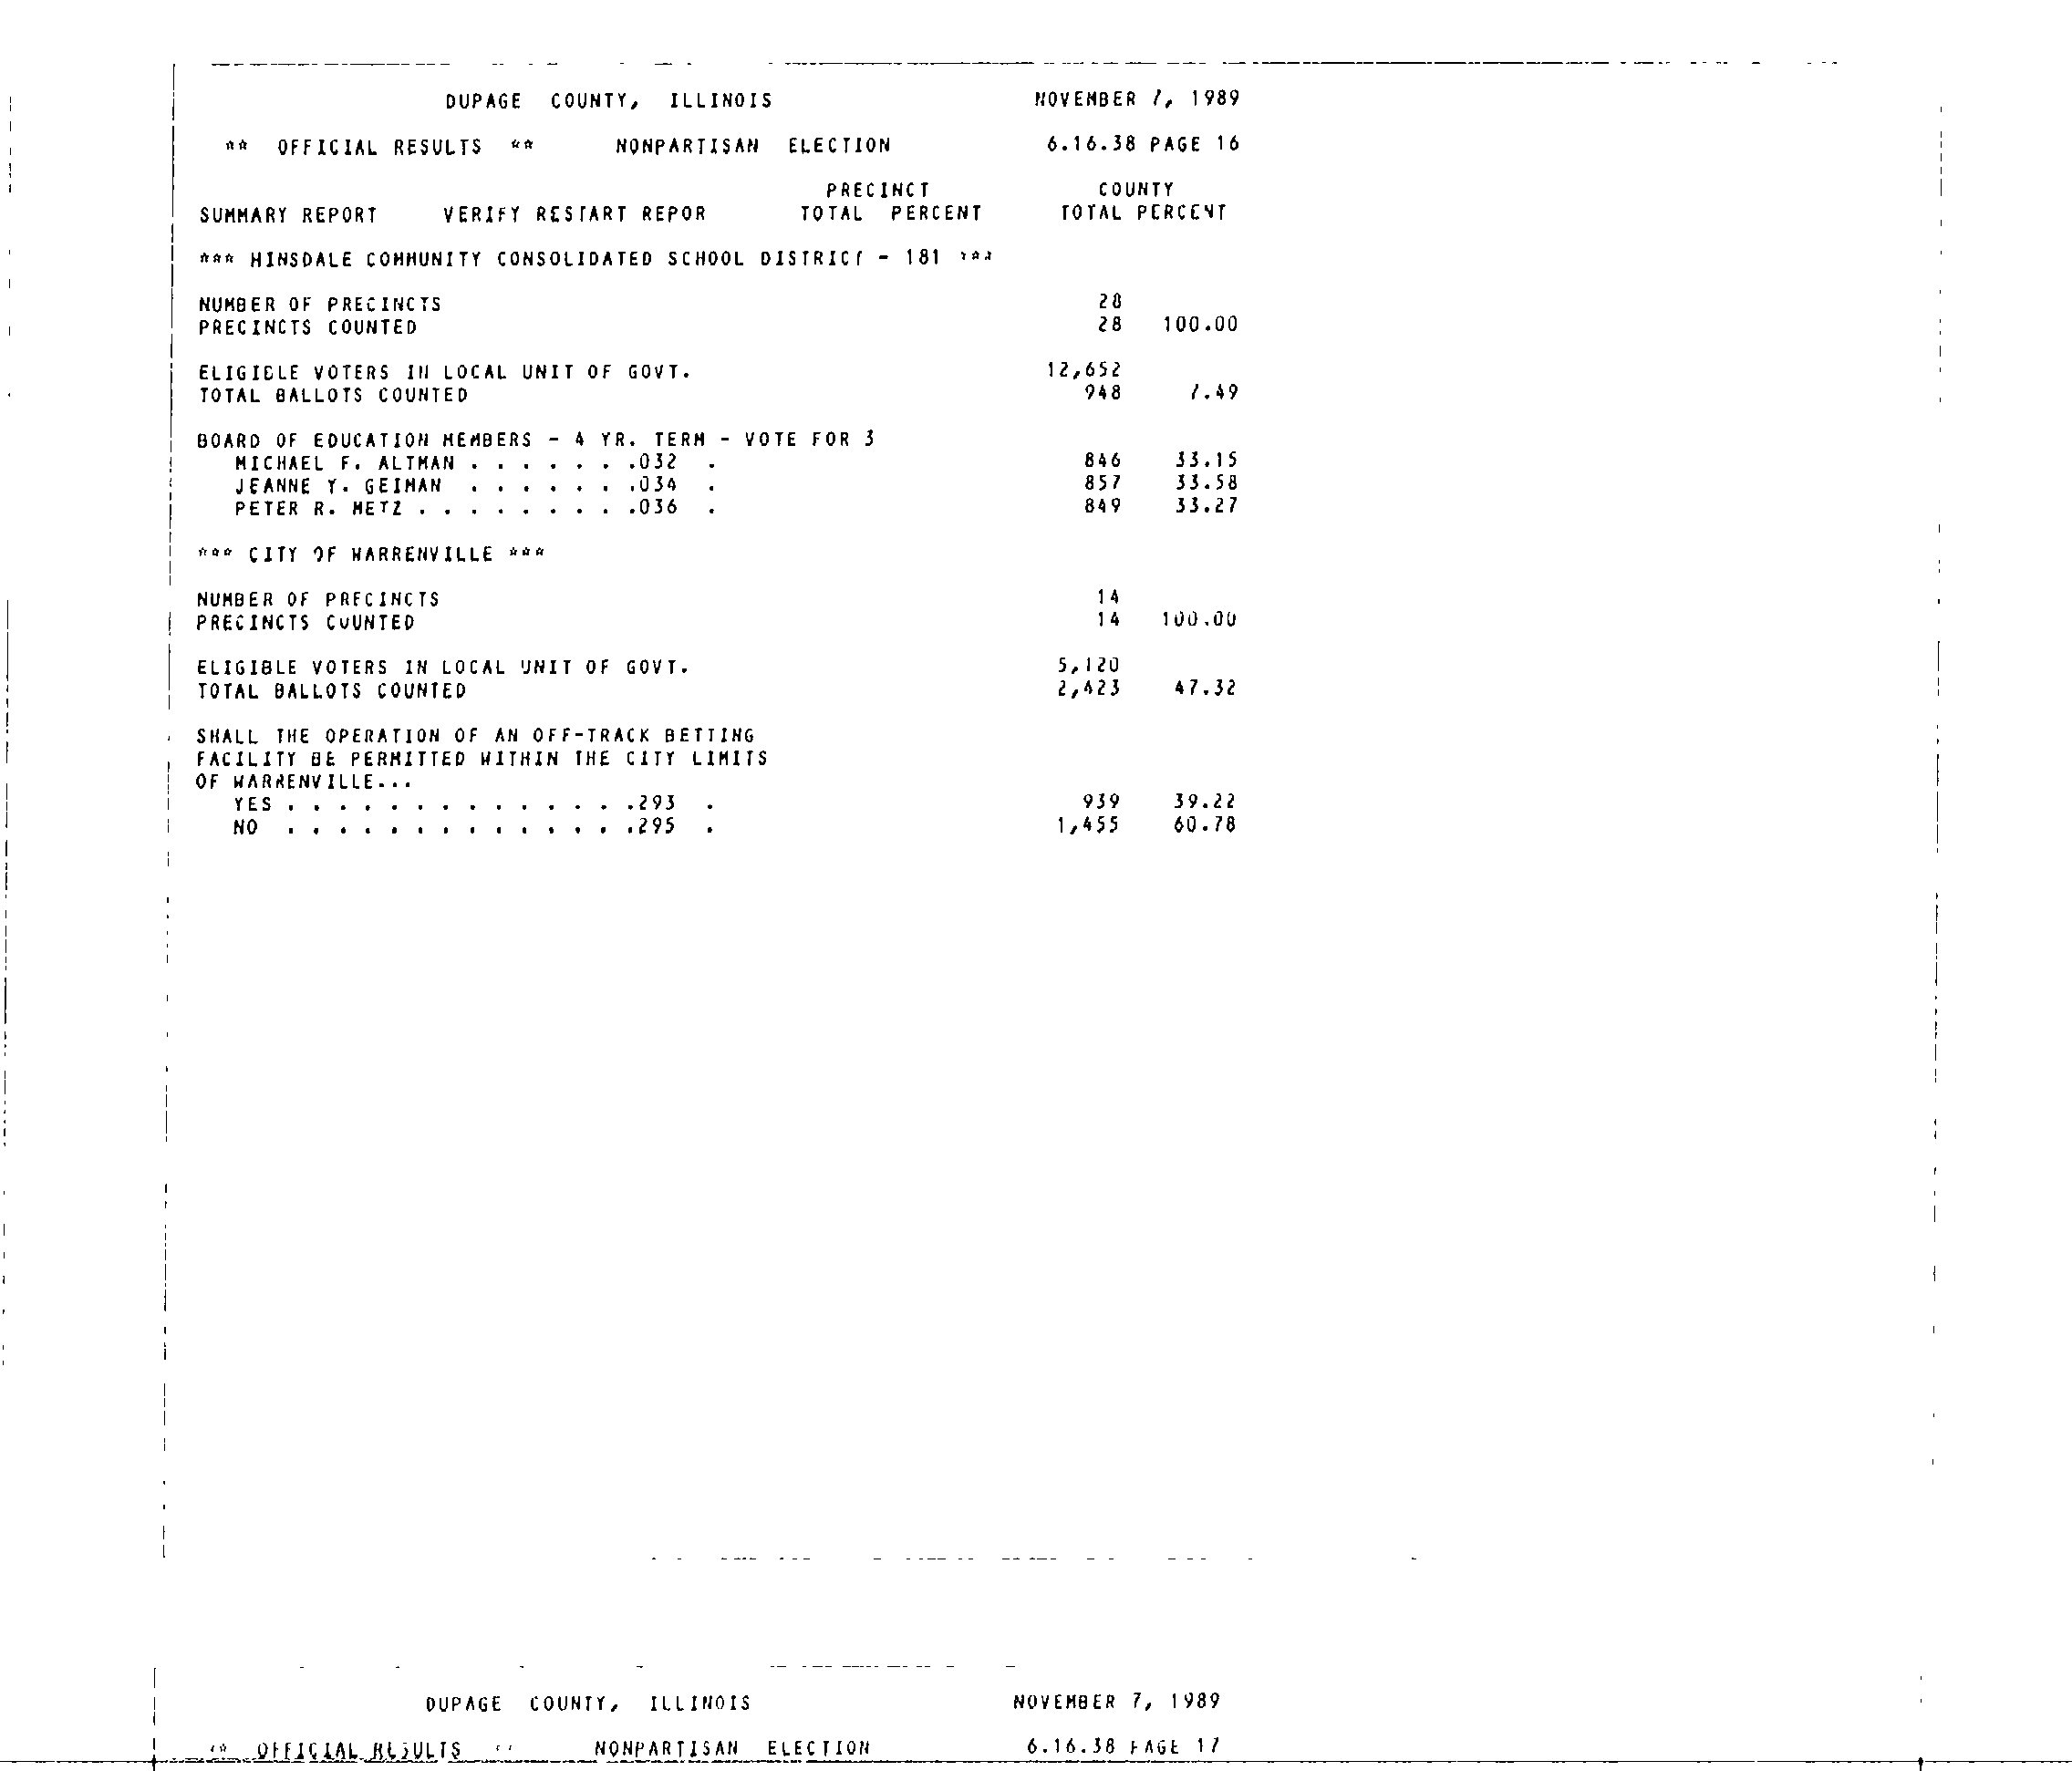 DUPAGE COUNTY, ILLINOIS NOVEMBER 7, 1989
** OFFICIAL RESULTS ** NONPARTISAN ELECTION 6.16.38 PAGE 16
PRECINCT COUNTY
SUMMARY REPORT VERIFY RESTART REPOR TOTAL PERCENT TOTAL PERCENT
*** HINSDALE COMMUNITY CONSOLIDATED SCHOOL DISTRICT - 181 ***
NUMBER OF PRECINCTS 28
PRECINCTS COUNTED 28 100.00
ELIGIBLE VOTERS IN LOCAL UNIT OF GOVT. 12,652
TOTAL BALLOTS COUNTED 948 7.49
BOARD OF EDUCATION MEMBERS - 4 YR. TERM - VOTE FOR 3
MICHAEL F. ALTMAN . . . . . . .032 . 846 33.15
JEANNE Y. GEIMAN . . . . . . .034 . 857 33.58
PETER R. METZ . . . . . . . . .036 . 849 33.27
*** CITY OF WARRENVILLE ***
NUMBER OF PRECINCTS 14
PRECINCTS COUNTED 14 100.00
ELIGIBLE VOTERS IN LOCAL UNIT OF GOVT. 5,120
TOTAL BALLOTS COUNTED 2,423 47.32
SHALL THE OPERATION OF AN OFF-TRACK BETTING
FACILITY BE PERMITTED WITHIN THE CITY LIMITS
OF WARRENVILLE...
YES . . . . . . . . . . . . . .293 . 939 39.22
NO . . . . . . . . . . . . . .295 . 1,455 60.78
DUPAGE COUNTY, ILLINOIS NOVEMBER 7, 1989
** OFFICIAL RESULTS ** NONPARTISAN ELECTION 6.16.38 PAGE 17